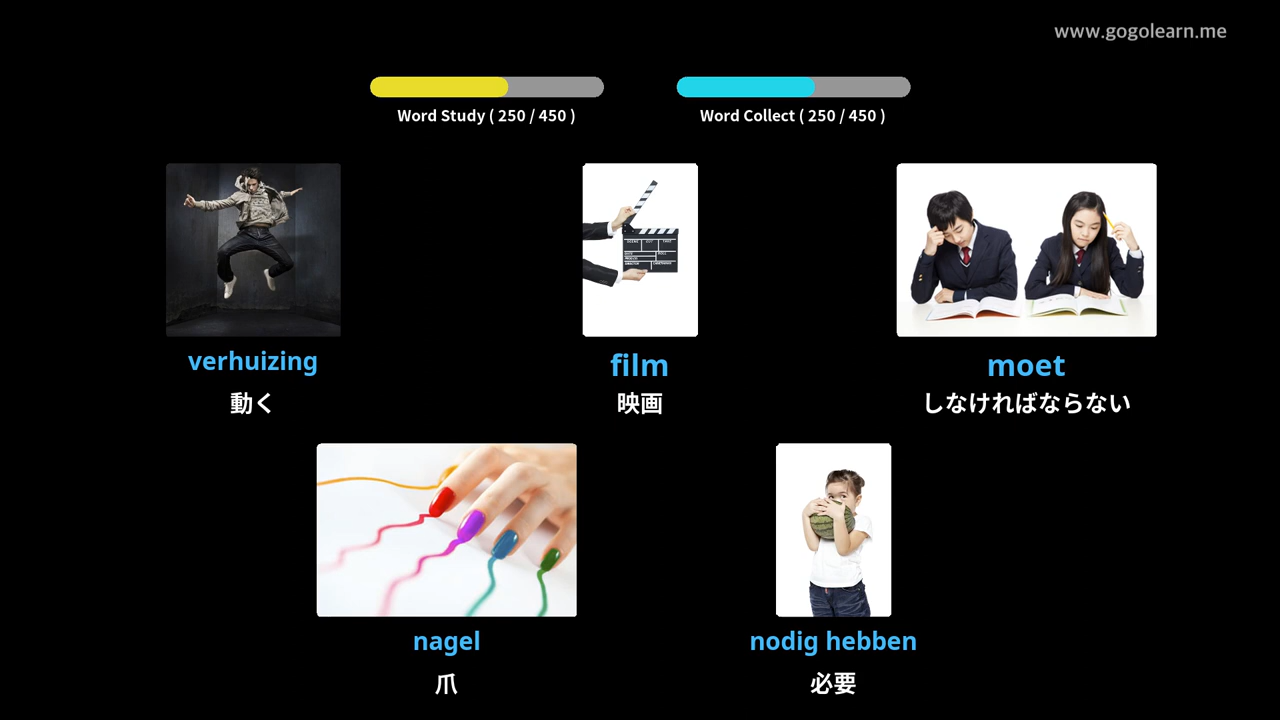 www.gogolearn.me
Word Study ( 250 / 450 )
Word Collect ( 250 / 450 )
verhuizing
film
moet
動く
映画
しなければならない
nagel
nodig hebben
爪
必要